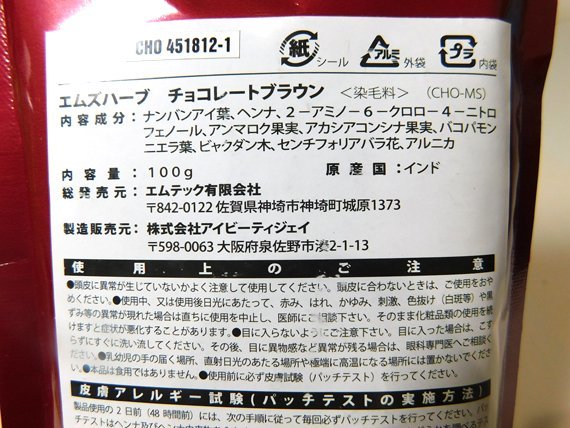 CHO 451812-1
紙 シール アルミ 外袋 プラ 内袋
エムズハーブ チョコレートブラウン <染毛料> (CHO-MS)
内容成分:ナンバンアイ葉、ヘンナ、2－アミノ－6－クロロ－4－ニトロ
フェノール、アンマロク果実、アカシアコンシナ果実、バコパモン
ニエラ葉、ビャクダン木、センチフォリアバラ花、アルニカ
内容量:100g 原産国:インド
総発売元:エムテック有限会社
〒842-0122 佐賀県神埼市神埼町城原1373
製造販売元:株式会社アイビーティジェイ
〒598-0063 大阪府泉佐野市湊2-1-13
使用上のご注意
●頭皮に異常が生じていないかよく注意して使用してください。頭皮に合わないときは、ご使用をおや
めください。●使用中、又は使用後日光にあたって、赤み、はれ、かゆみ、刺激、色抜け(白斑等)や黒
ずみ等の異常が現れた場合は直ちに使用を中止し、医師にご相談下さい。そのまま化粧品類の使用を続
けますと症状が悪化することがあります。●目に入らないようにご注意下さい。目に入った場合は、こす
らずにすぐに洗い流してください。その後、目に異物感など異常が残る場合は、眼科専門医へご相談く
ださい。●乳幼児の手の届く場所、直射日光のあたる場所や極端に高温になる場所には置かないでくださ
い。●本品は食用ではありません。●使用前に必ず皮膚試験(パッチテスト)を行ってください。
皮膚アレルギー試験(パッチテストの実施方法)
製品使用の2日前(48時間前)には、次の手順に従って毎回必ずパッチテストを行ってください。
パッチテストはヘンナ及びヘンナ